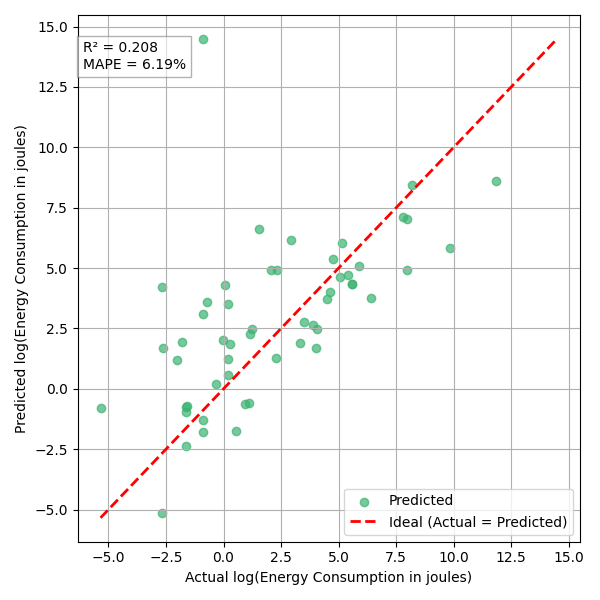 R² = 0.208
MAPE = 6.19%
15.0
12.5
10.0
7.5
5.0
2.5
0.0
−2.5
−5.0
Predicted log(Energy Consumption in joules)
Predicted
Ideal (Actual = Predicted)
−5.0 −2.5 0.0 2.5 5.0 7.5 10.0 12.5 15.0
Actual log(Energy Consumption in joules)